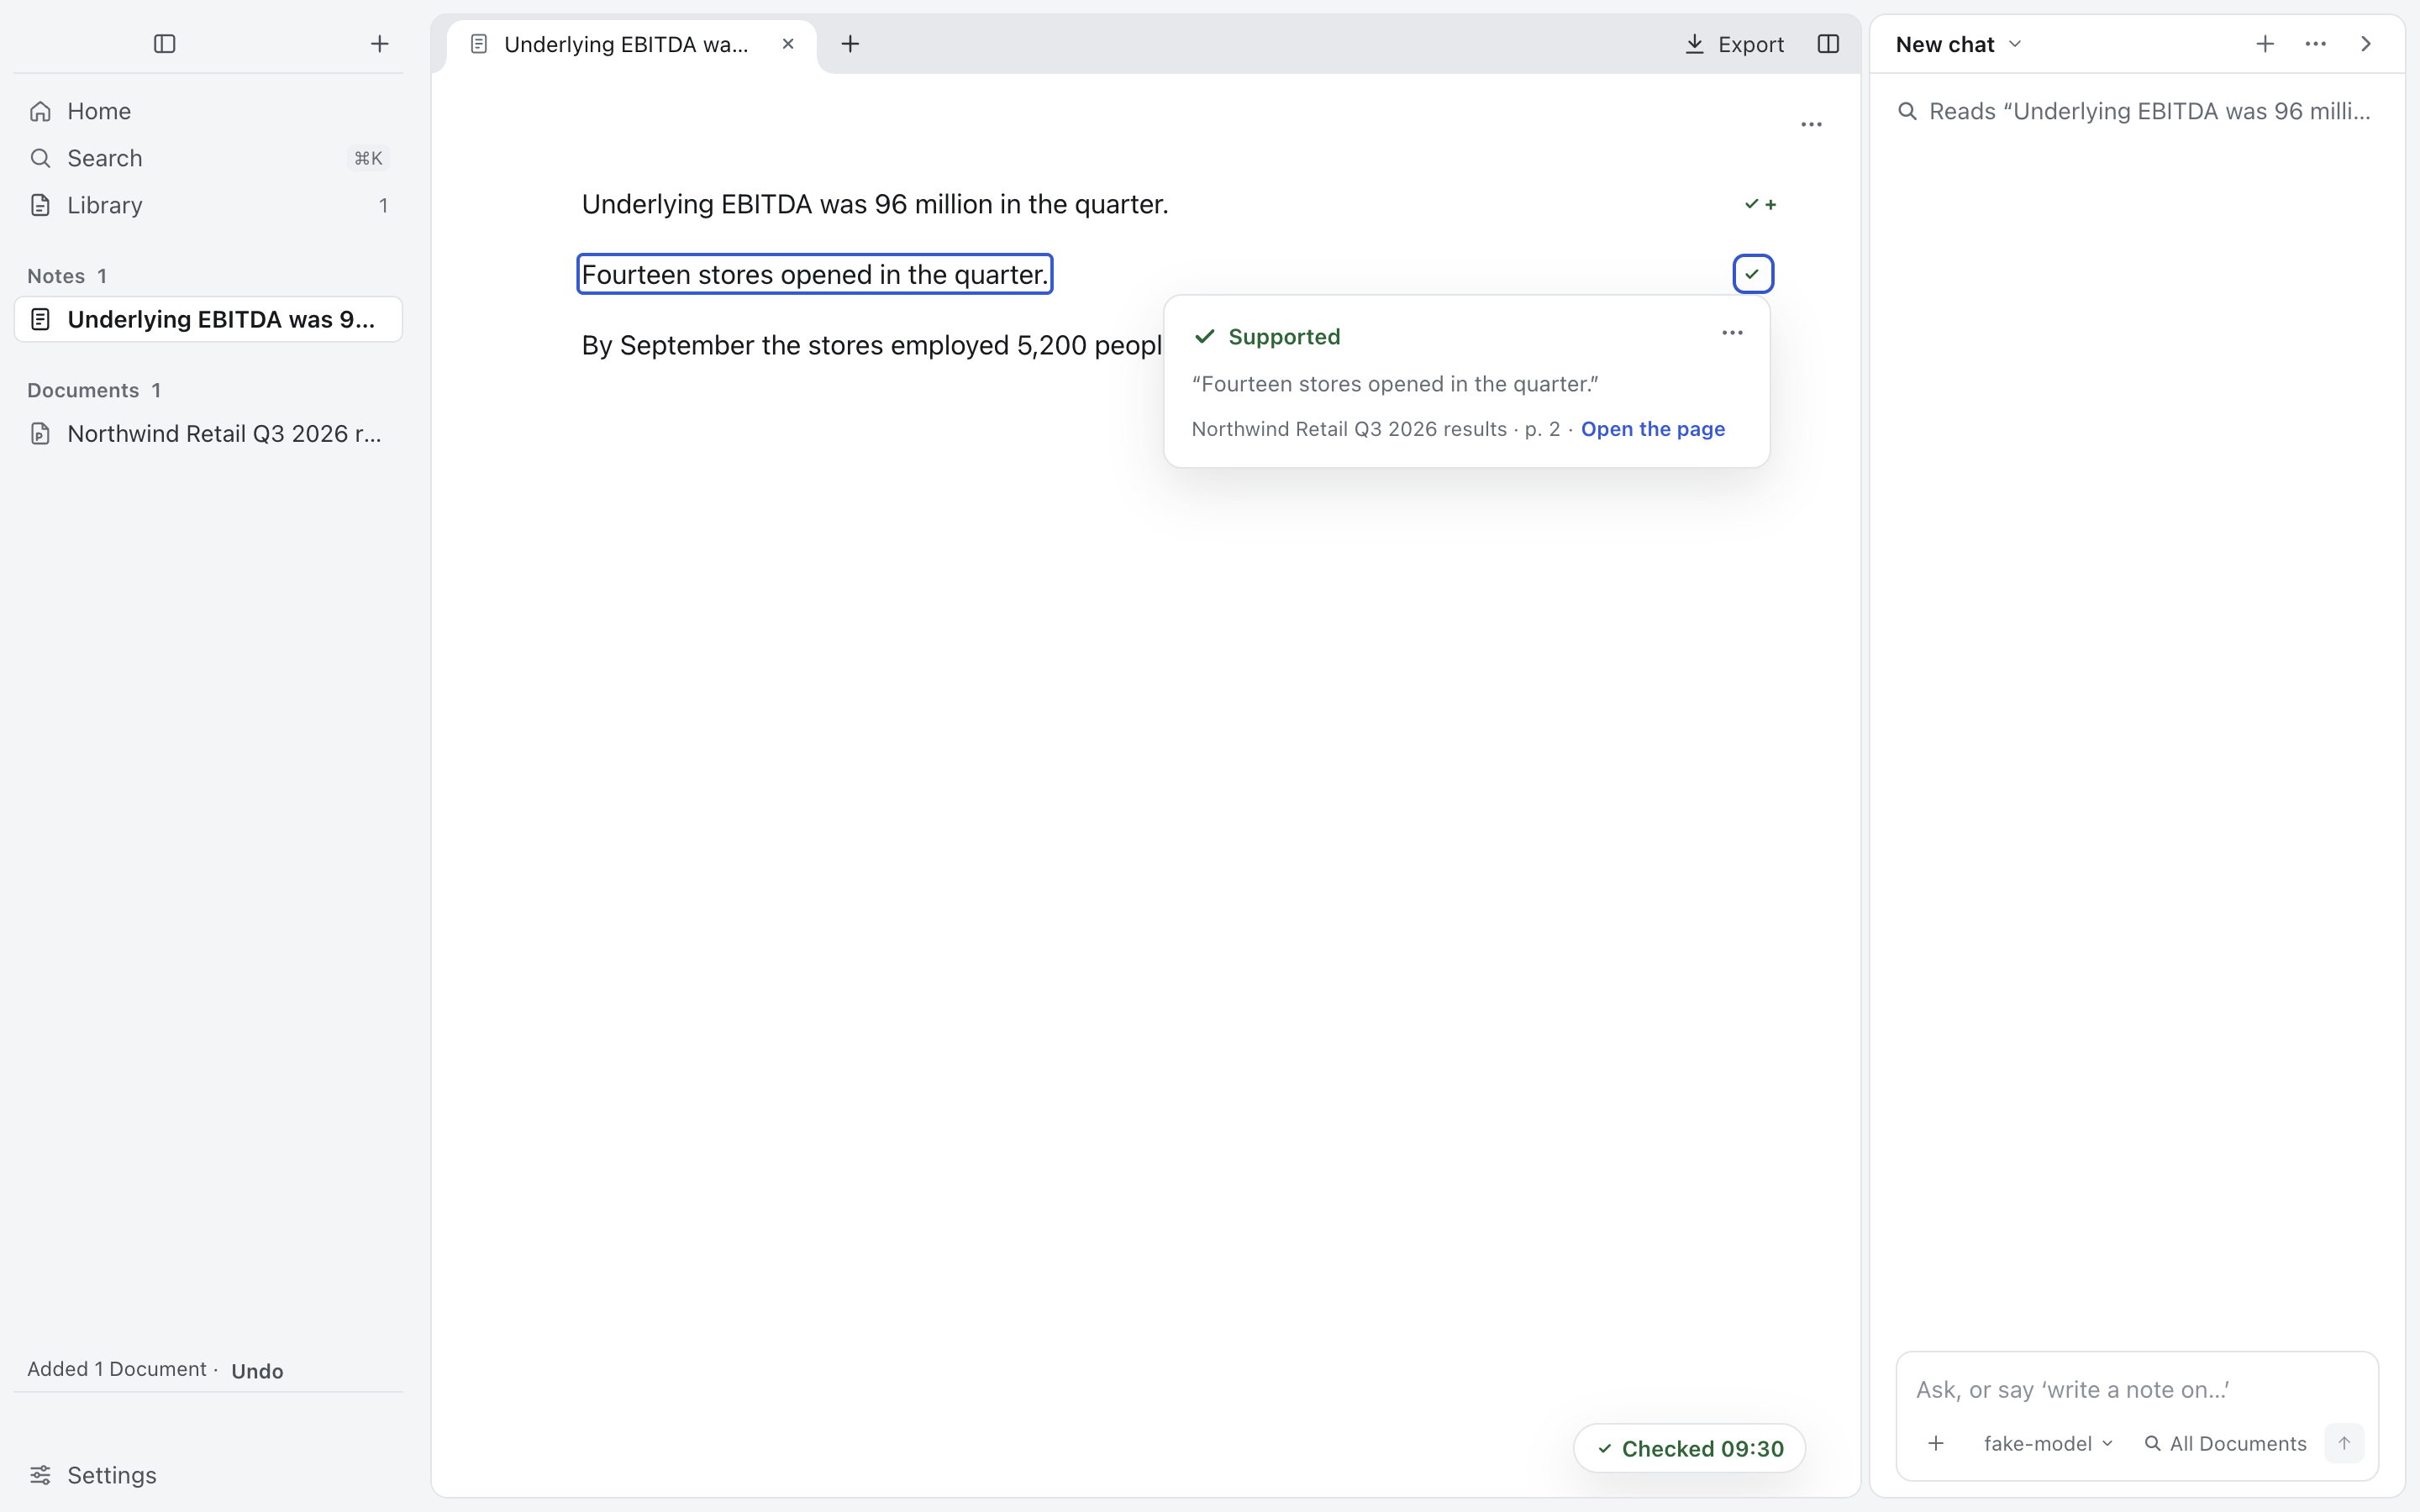 Home
Search ⌘K
Library 1
Notes 1
Underlying EBITDA was 9...
Documents 1
Northwind Retail Q3 2026 r...
Added 1 Document · Undo
Settings
Underlying EBITDA wa...
Export
Underlying EBITDA was 96 million in the quarter.
Fourteen stores opened in the quarter.
By September the stores employed 5,200 peopl
Supported
“Fourteen stores opened in the quarter.”
Northwind Retail Q3 2026 results · p. 2 · Open the page
Checked 09:30
New chat
Reads “Underlying EBITDA was 96 milli...
Ask, or say ‘write a note on...’
fake-model
All Documents